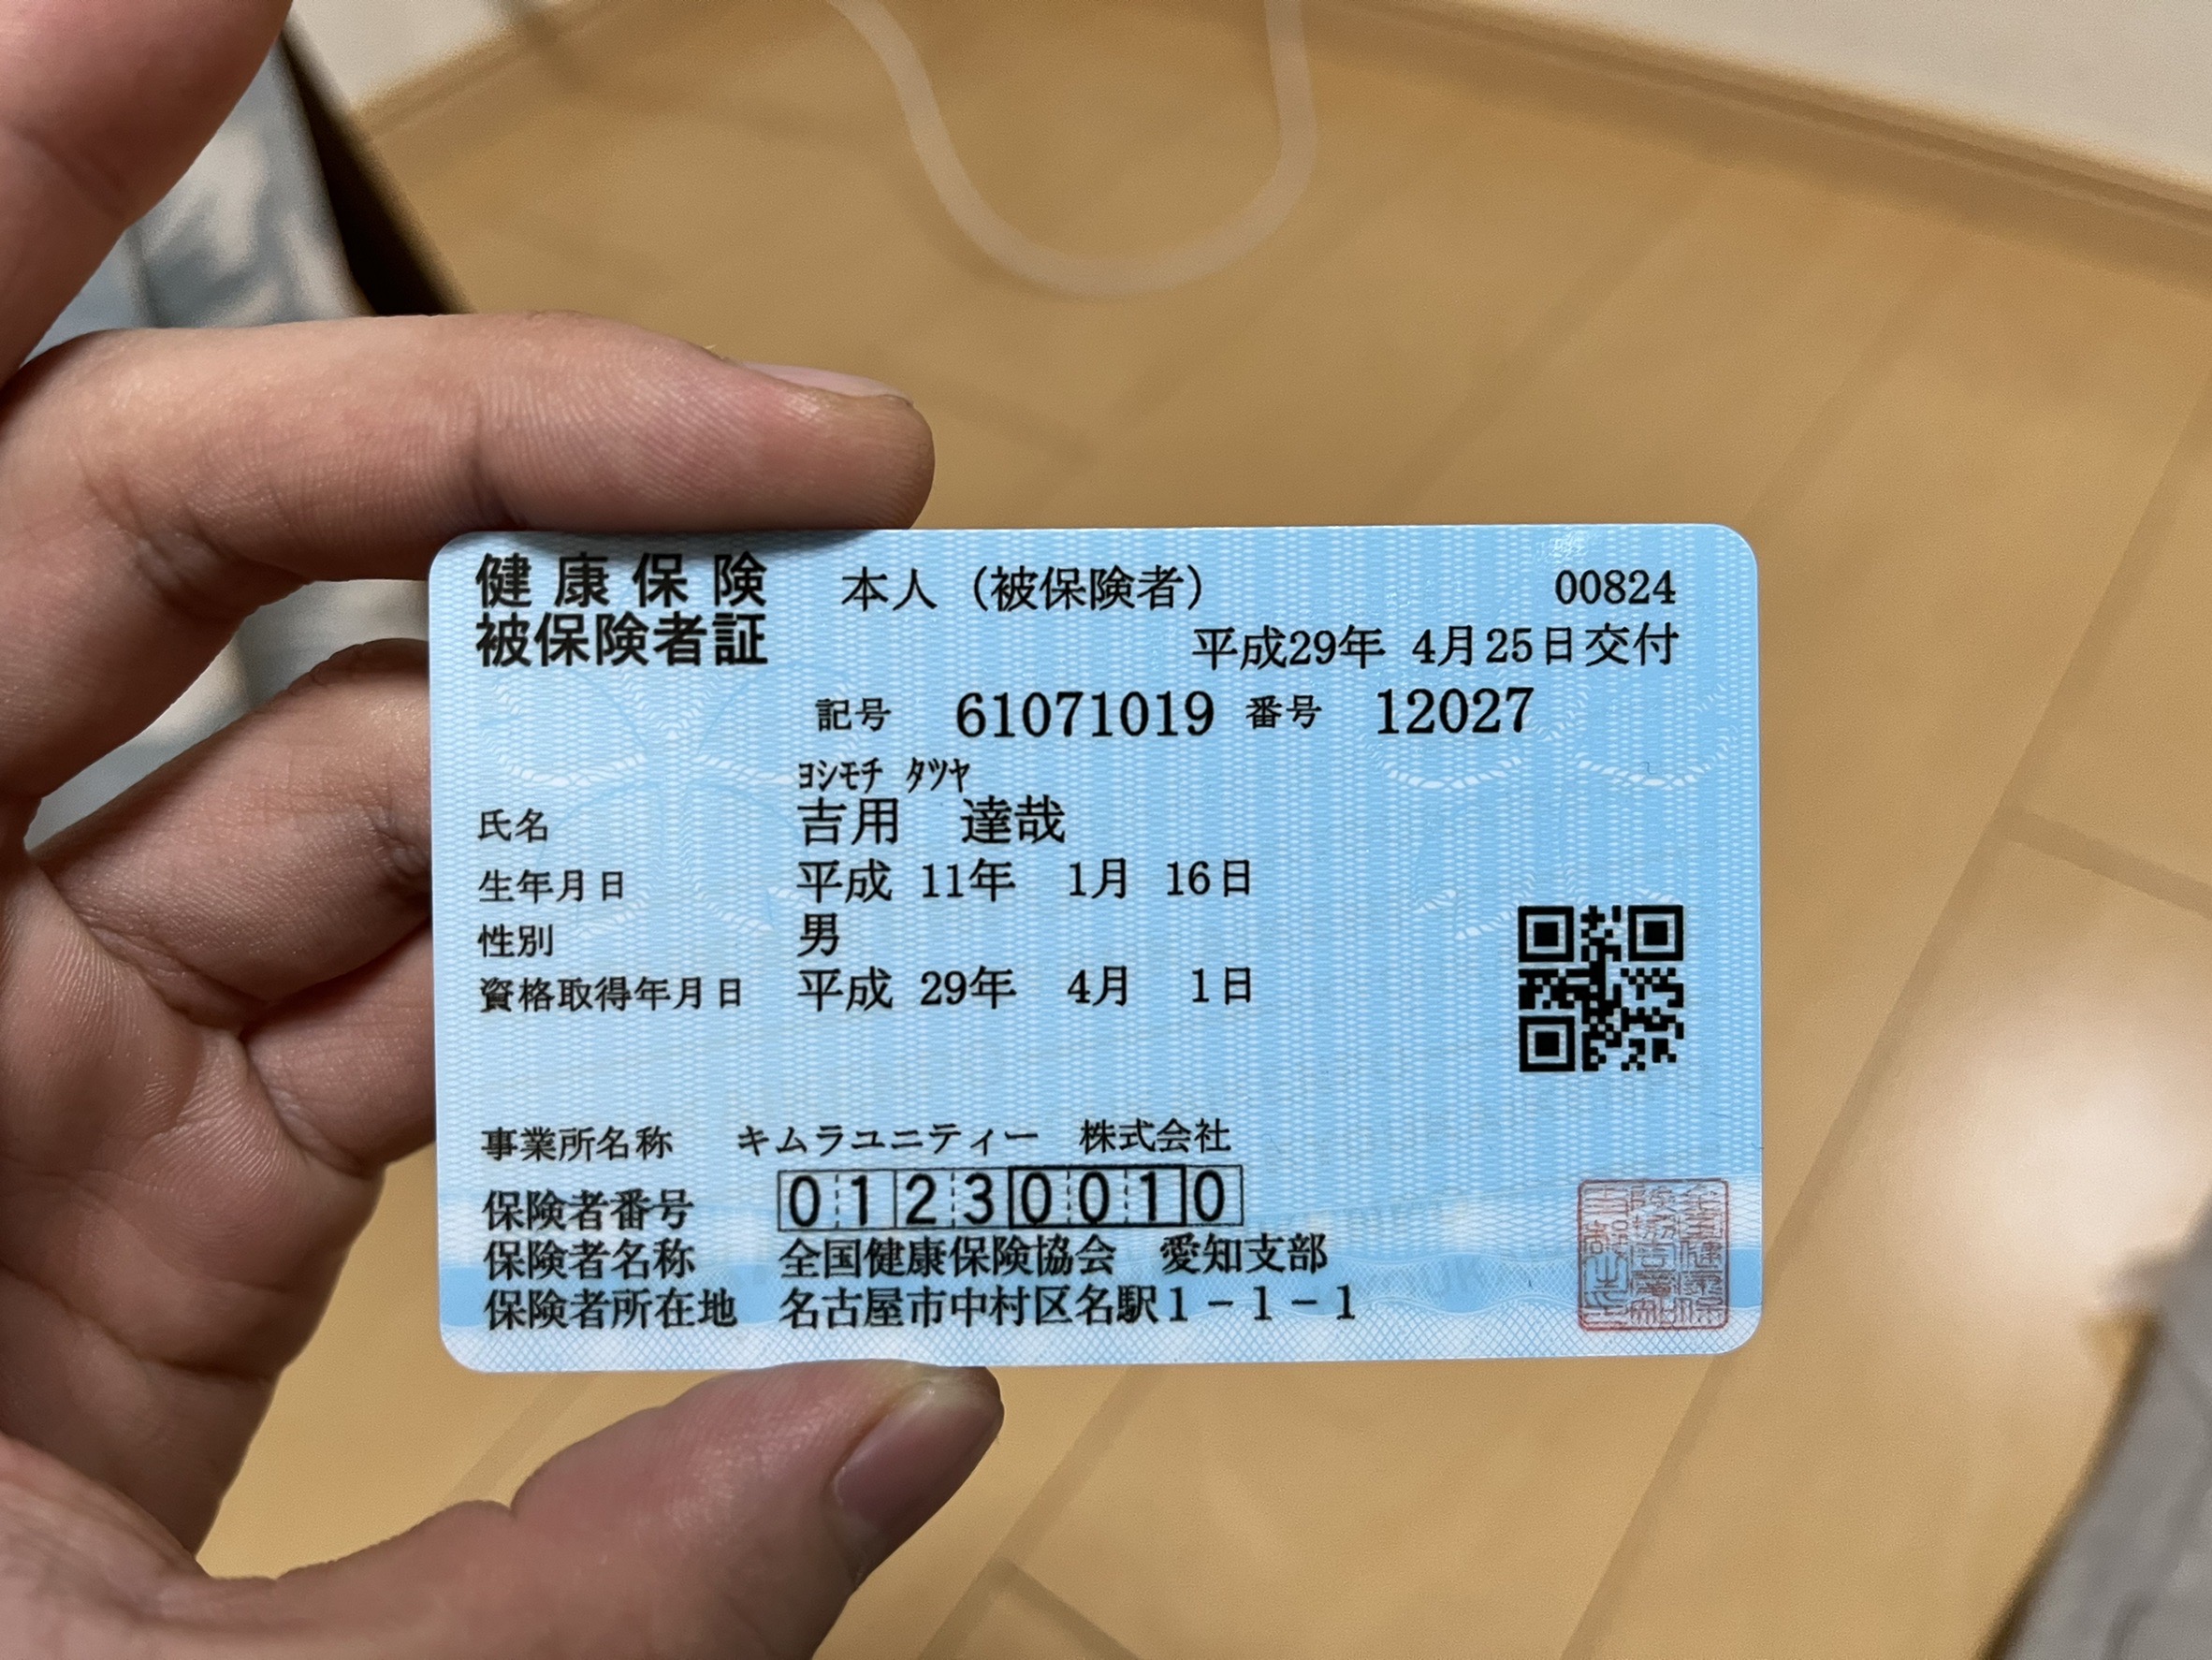 健康保険 本人（被保険者） 00824
被保険者証 平成29年 4月25日交付
記号 61071019 番号 12027
ﾖｼﾓﾁ ﾀﾂﾔ
氏名 吉用 達哉
生年月日 平成 11年 1月 16日
性別 男
資格取得年月日 平成 29年 4月 1日
事業所名称 キムラユニティー 株式会社
保険者番号 01230010
保険者名称 全国健康保険協会 愛知支部
保険者所在地 名古屋市中村区名駅1－1－1